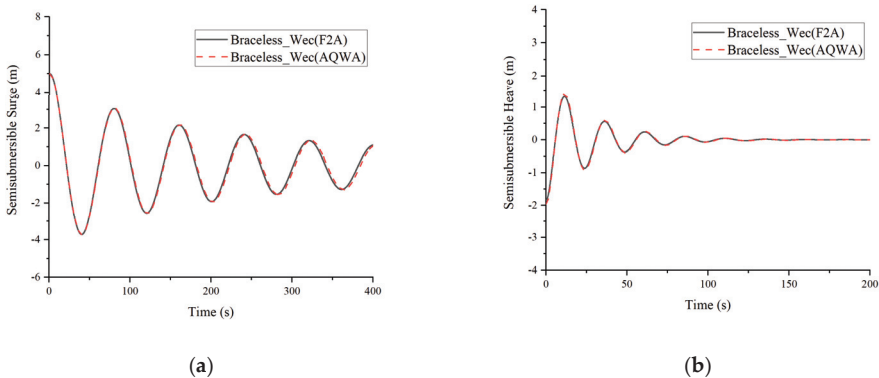 Braceless_Wec(F2A)
Braceless_Wec(AQWA)
Semisubmersible Surge (m)
8
6
4
2
0
-2
-4
-6
0
100
200
300
400
Time (s)
(a)
Braceless_Wec(F2A)
Braceless_Wec(AQWA)
Semisubmersible Heave (m)
4
3
2
1
0
-1
-2
-3
-4
0
50
100
150
200
Time (s)
(b)